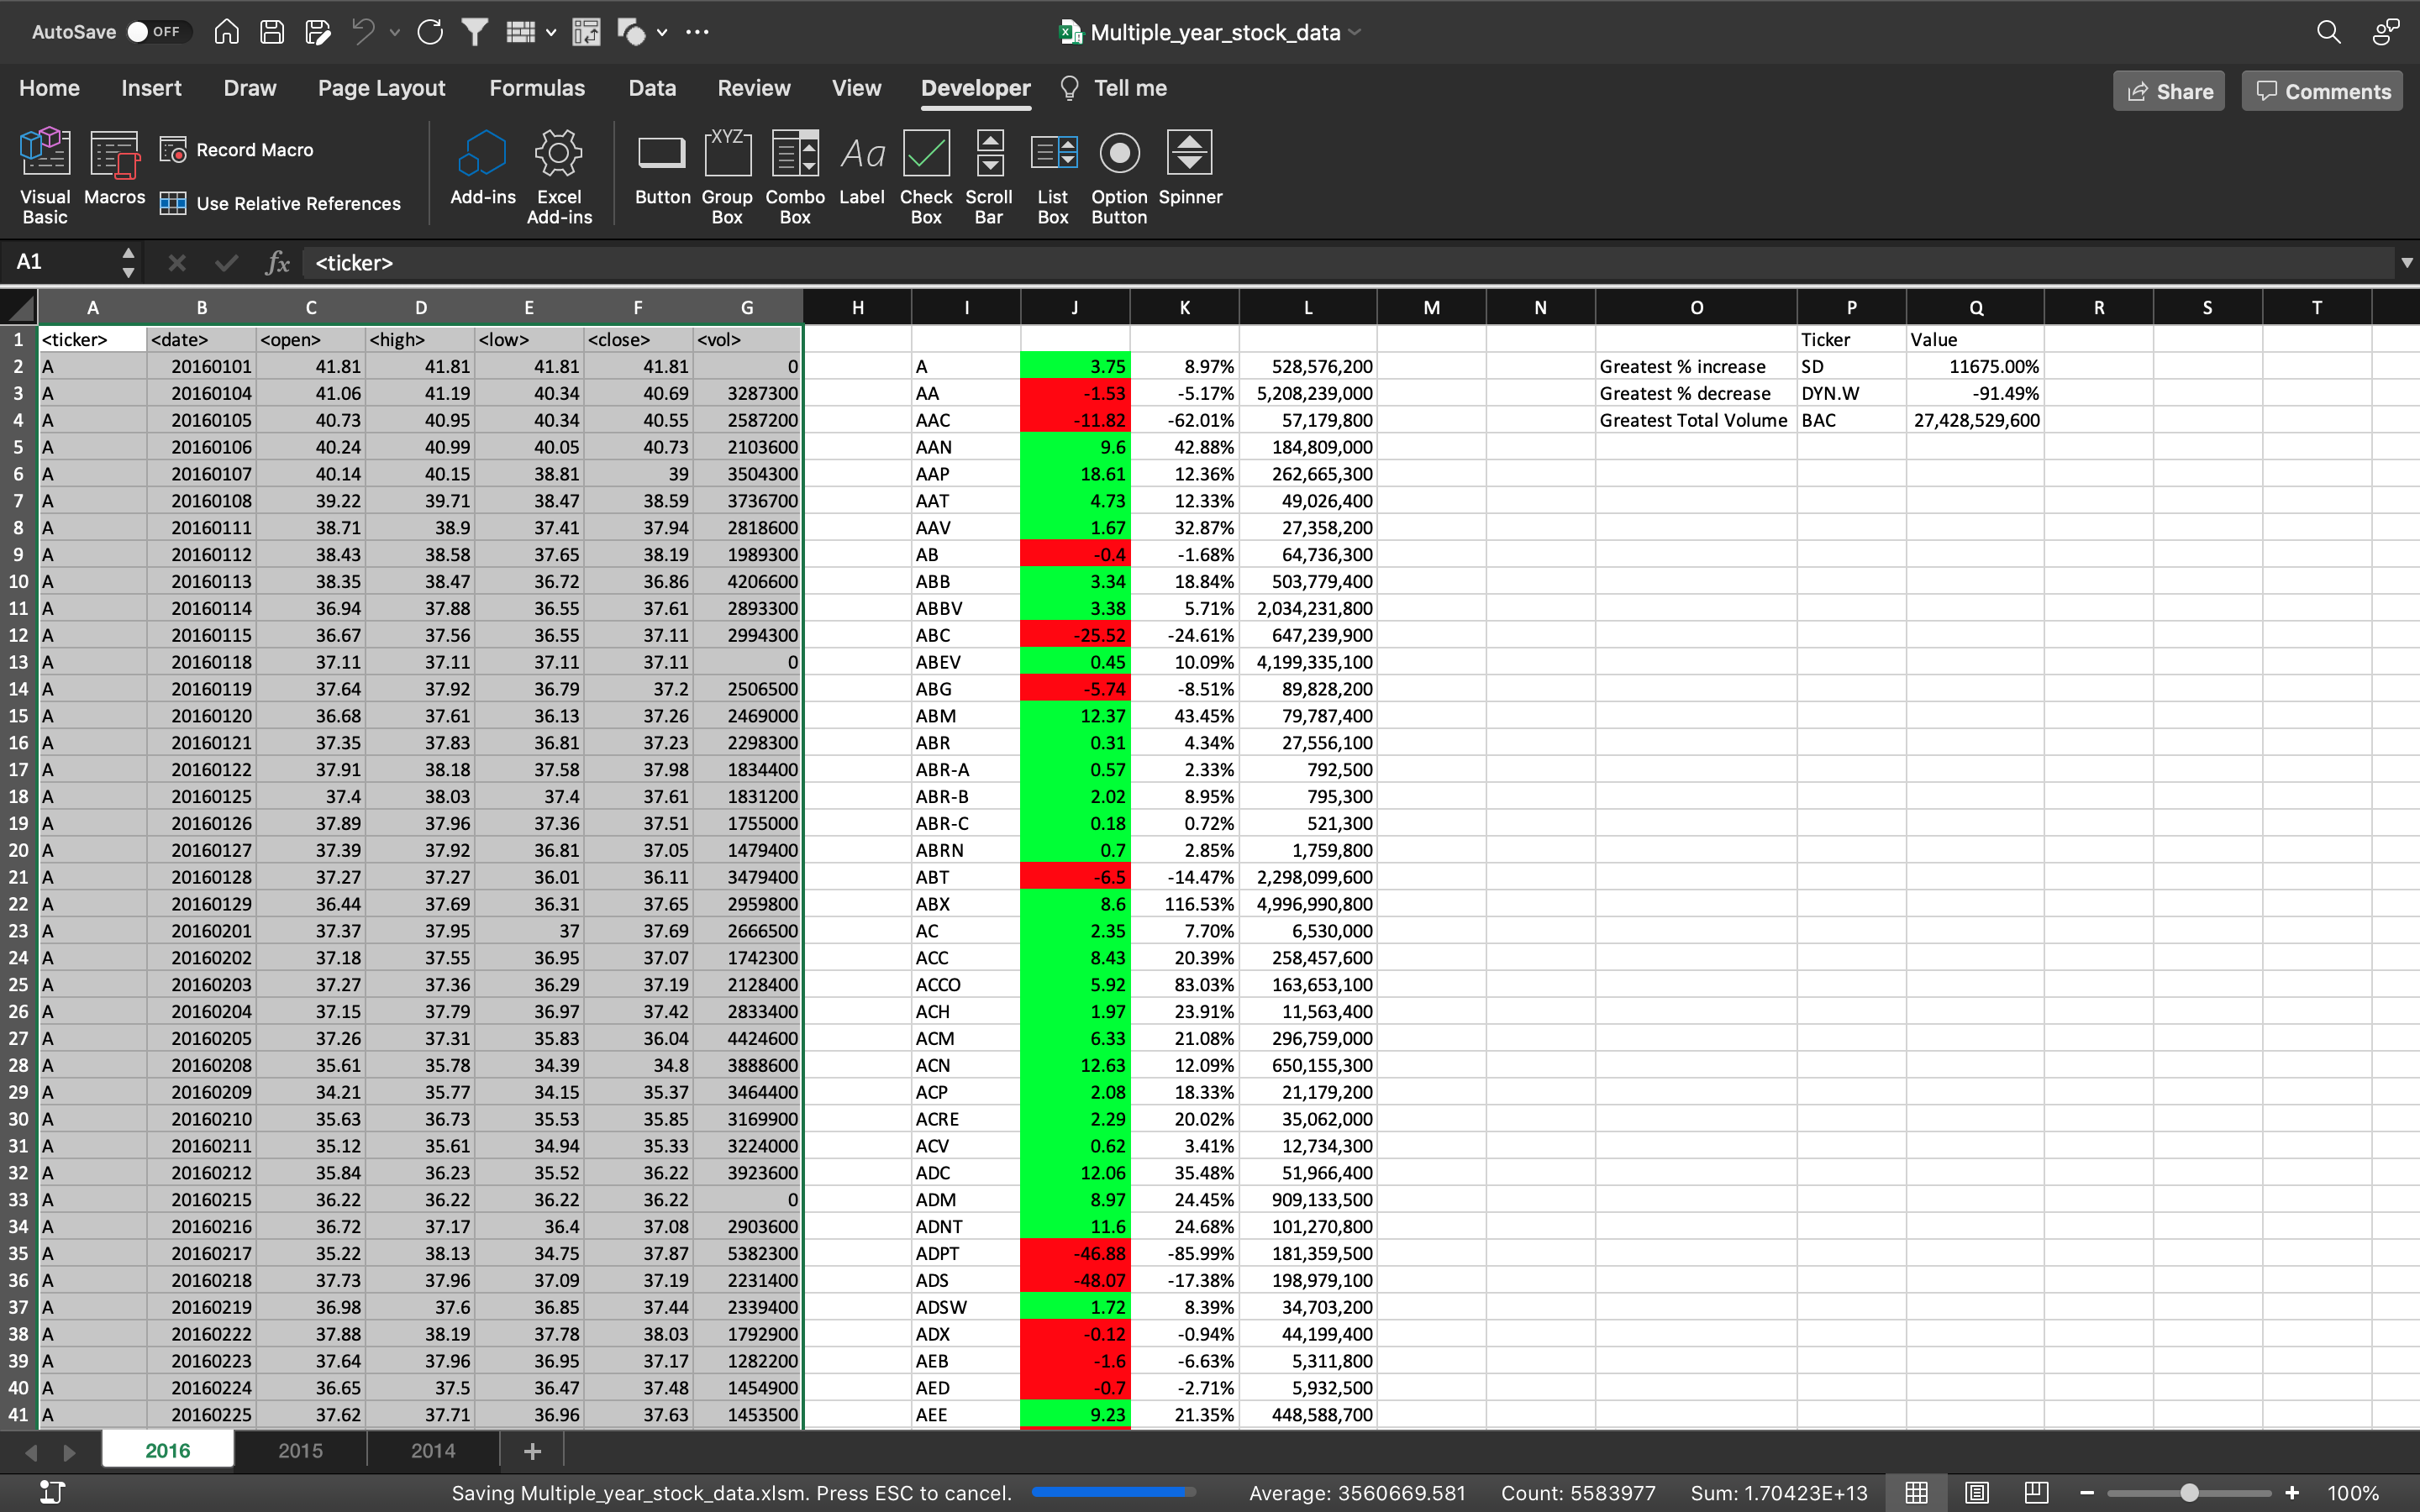 AutoSave OFF Multiple_year_stock_data
Home Insert Draw Page Layout Formulas Data Review View Developer Tell me Share Comments
Visual Basic Macros Record Macro Use Relative References Add-ins Excel Add-ins Button Group Box Combo Box Label Check Box Scroll Bar List Box Option Button Spinner
XYZ Aa
A1 fx <ticker>
A B C D E F G H I J K L M N O P Q R S T
1 <ticker> <date> <open> <high> <low> <close> <vol> Ticker Value
2 A 20160101 41.81 41.81 41.81 41.81 0 A 3.75 8.97% 528,576,200 Greatest % increase SD 11675.00%
3 A 20160104 41.06 41.19 40.34 40.69 3287300 AA -1.53 -5.17% 5,208,239,000 Greatest % decrease DYN.W -91.49%
4 A 20160105 40.73 40.95 40.34 40.55 2587200 AAC -11.82 -62.01% 57,179,800 Greatest Total Volume BAC 27,428,529,600
5 A 20160106 40.24 40.99 40.05 40.73 2103600 AAN 9.6 42.88% 184,809,000
6 A 20160107 40.14 40.15 38.81 39 3504300 AAP 18.61 12.36% 262,665,300
7 A 20160108 39.22 39.71 38.47 38.59 3736700 AAT 4.73 12.33% 49,026,400
8 A 20160111 38.71 38.9 37.41 37.94 2818600 AAV 1.67 32.87% 27,358,200
9 A 20160112 38.43 38.58 37.65 38.19 1989300 AB -0.4 -1.68% 64,736,300
10 A 20160113 38.35 38.47 36.72 36.86 4206600 ABB 3.34 18.84% 503,779,400
11 A 20160114 36.94 37.88 36.55 37.61 2893300 ABBV 3.38 5.71% 2,034,231,800
12 A 20160115 36.67 37.56 36.55 37.11 2994300 ABC -25.52 -24.61% 647,239,900
13 A 20160118 37.11 37.11 37.11 37.11 0 ABEV 0.45 10.09% 4,199,335,100
14 A 20160119 37.64 37.92 36.79 37.2 2506500 ABG -5.74 -8.51% 89,828,200
15 A 20160120 36.68 37.61 36.13 37.26 2469000 ABM 12.37 43.45% 79,787,400
16 A 20160121 37.35 37.83 36.81 37.23 2298300 ABR 0.31 4.34% 27,556,100
17 A 20160122 37.91 38.18 37.58 37.98 1834400 ABR-A 0.57 2.33% 792,500
18 A 20160125 37.4 38.03 37.4 37.61 1831200 ABR-B 2.02 8.95% 795,300
19 A 20160126 37.89 37.96 37.36 37.51 1755000 ABR-C 0.18 0.72% 521,300
20 A 20160127 37.39 37.92 36.81 37.05 1479400 ABRN 0.7 2.85% 1,759,800
21 A 20160128 37.27 37.27 36.01 36.11 3479400 ABT -6.5 -14.47% 2,298,099,600
22 A 20160129 36.44 37.69 36.31 37.65 2959800 ABX 8.6 116.53% 4,996,990,800
23 A 20160201 37.37 37.95 37 37.69 2666500 AC 2.35 7.70% 6,530,000
24 A 20160202 37.18 37.55 36.95 37.07 1742300 ACC 8.43 20.39% 258,457,600
25 A 20160203 37.27 37.36 36.29 37.19 2128400 ACCO 5.92 83.03% 163,653,100
26 A 20160204 37.15 37.79 36.97 37.42 2833400 ACH 1.97 23.91% 11,563,400
27 A 20160205 37.26 37.31 35.83 36.04 4424600 ACM 6.33 21.08% 296,759,000
28 A 20160208 35.61 35.78 34.39 34.8 3888600 ACN 12.63 12.09% 650,155,300
29 A 20160209 34.21 35.77 34.15 35.37 3464400 ACP 2.08 18.33% 21,179,200
30 A 20160210 35.63 36.73 35.53 35.85 3169900 ACRE 2.29 20.02% 35,062,000
31 A 20160211 35.12 35.61 34.94 35.33 3224000 ACV 0.62 3.41% 12,734,300
32 A 20160212 35.84 36.23 35.52 36.22 3923600 ADC 12.06 35.48% 51,966,400
33 A 20160215 36.22 36.22 36.22 36.22 0 ADM 8.97 24.45% 909,133,500
34 A 20160216 36.72 37.17 36.4 37.08 2903600 ADNT 11.6 24.68% 101,270,800
35 A 20160217 35.22 38.13 34.75 37.87 5382300 ADPT -46.88 -85.99% 181,359,500
36 A 20160218 37.73 37.96 37.09 37.19 2231400 ADS -48.07 -17.38% 198,979,100
37 A 20160219 36.98 37.6 36.85 37.44 2339400 ADSW 1.72 8.39% 34,703,200
38 A 20160222 37.88 38.19 37.78 38.03 1792900 ADX -0.12 -0.94% 44,199,400
39 A 20160223 37.64 37.96 36.95 37.17 1282200 AEB -1.6 -6.63% 5,311,800
40 A 20160224 36.65 37.5 36.47 37.48 1454900 AED -0.7 -2.71% 5,932,500
41 A 20160225 37.62 37.71 36.96 37.63 1453500 AEE 9.23 21.35% 448,588,700
2016 2015 2014 +
Saving Multiple_year_stock_data.xlsm. Press ESC to cancel. Average: 3560669.581 Count: 5583977 Sum: 1.70423E+13 100%